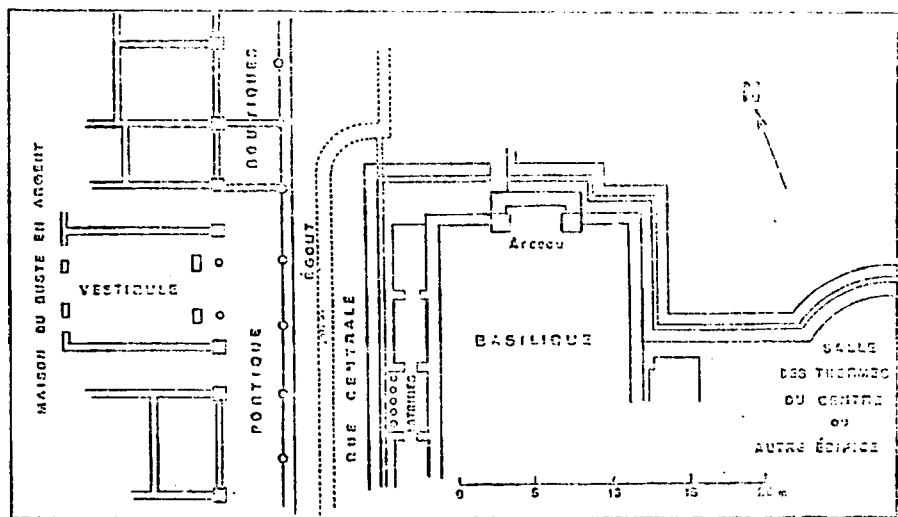 BOUTIQUES
MAISON DU BUSTE EN ARGENT
VESTIBULE
PORTIQUE
ÉGOUT
RUE CENTRALE
LATRINES
Arceau
BASILIQUE
SALLE
DES THERMES
DU CENTRE
OU
AUTRE ÉDIFICE
0 5 10 15 20 m
N